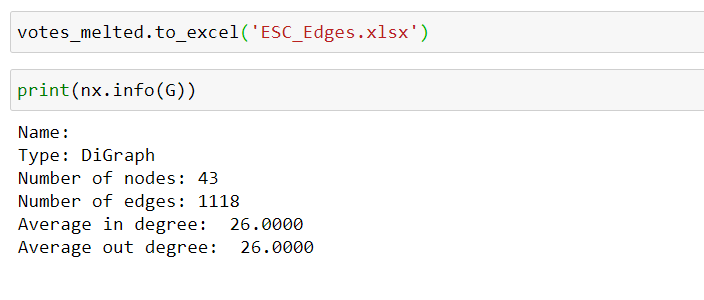 votes_melted.to_excel('ESC_Edges.xlsx')
print(nx.info(G))
Name:
Type: DiGraph
Number of nodes: 43
Number of edges: 1118
Average in degree:  26.0000
Average out degree:  26.0000